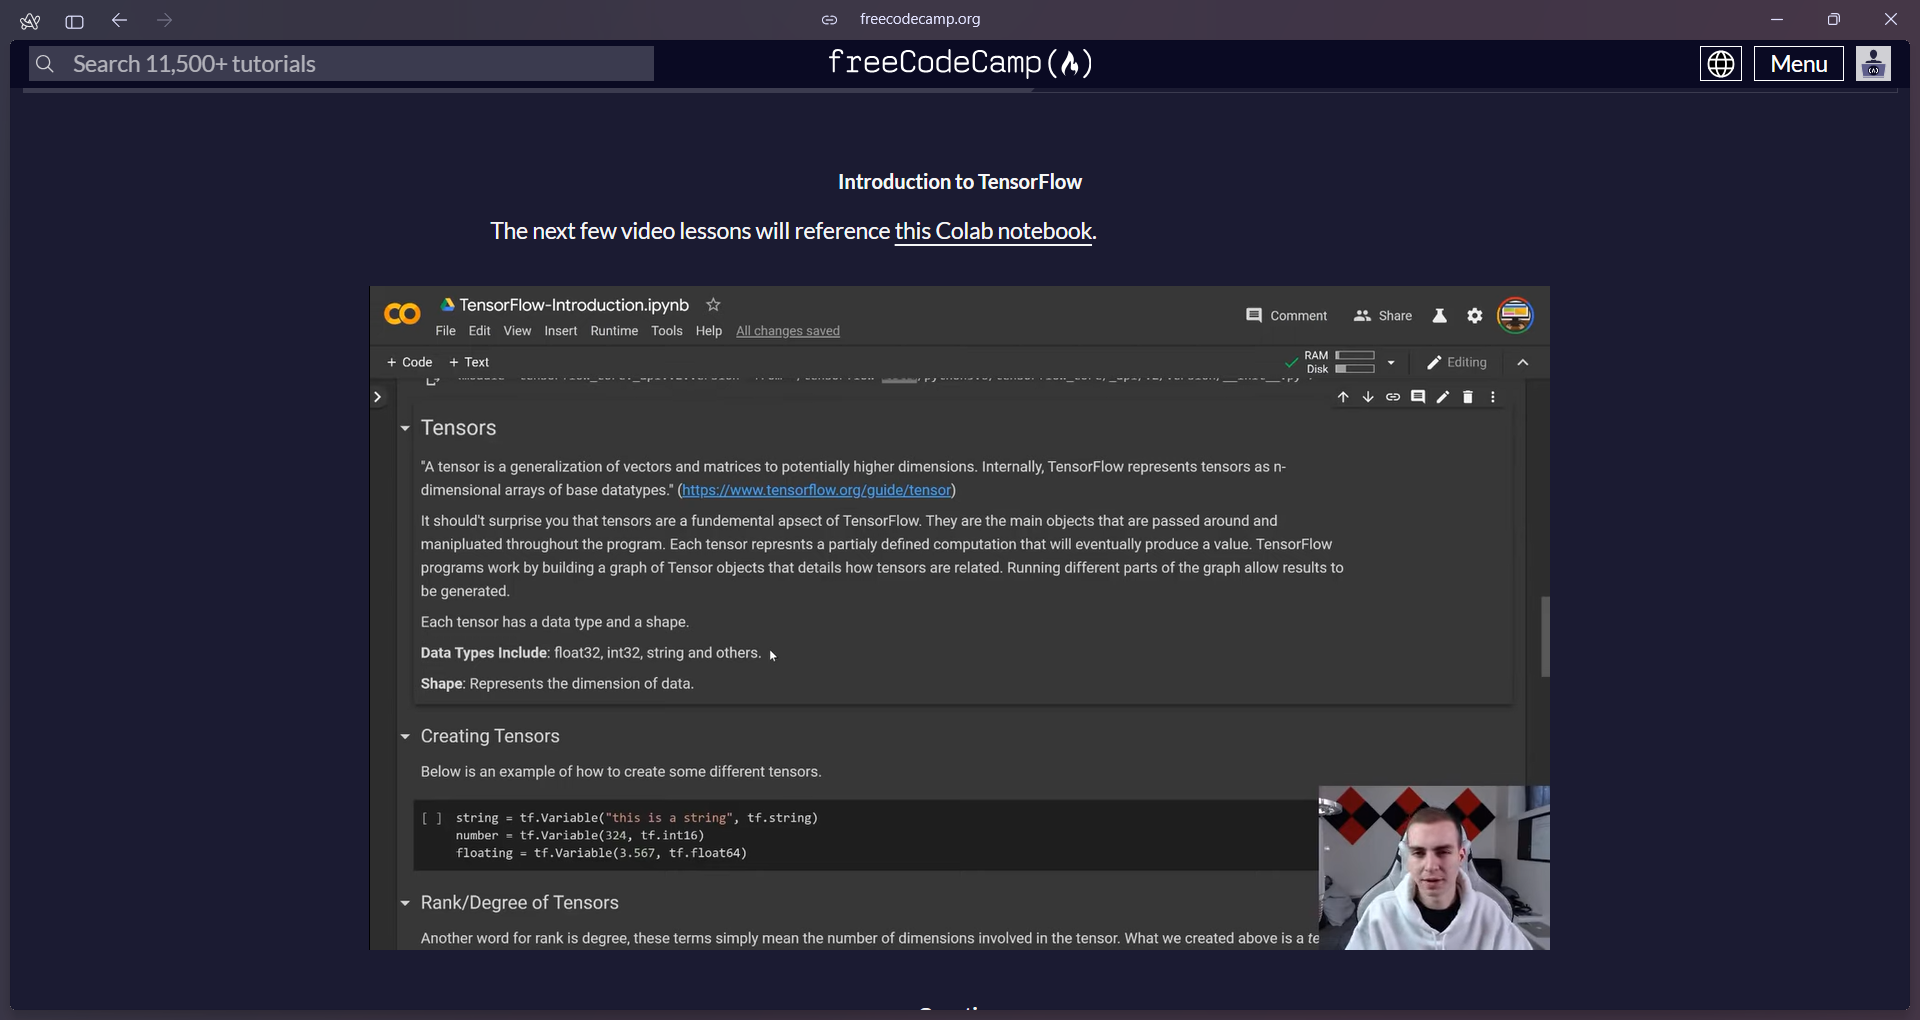 freecodecamp.org
Search 11,500+ tutorials
freeCodeCamp
Menu
Introduction to TensorFlow
The next few video lessons will reference this Colab notebook.
TensorFlow-Introduction.ipynb
Comment
Share
File Edit View Insert Runtime Tools Help All changes saved
+ Code + Text
RAM
Disk
Editing
Tensors
"A tensor is a generalization of vectors and matrices to potentially higher dimensions. Internally, TensorFlow represents tensors as n-
dimensional arrays of base datatypes." (https://www.tensorflow.org/guide/tensor)
It should't surprise you that tensors are a fundemental apsect of TensorFlow. They are the main objects that are passed around and
manipluated throughout the program. Each tensor represnts a partialy defined computation that will eventually produce a value. TensorFlow
programs work by building a graph of Tensor objects that details how tensors are related. Running different parts of the graph allow results to
be generated.
Each tensor has a data type and a shape.
Data Types Include: float32, int32, string and others.
Shape: Represents the dimension of data.
Creating Tensors
Below is an example of how to create some different tensors.
[ ] string = tf.Variable("this is a string", tf.string)
number = tf.Variable(324, tf.int16)
floating = tf.Variable(3.567, tf.float64)
Rank/Degree of Tensors
Another word for rank is degree, these terms simply mean the number of dimensions involved in the tensor. What we created above is a